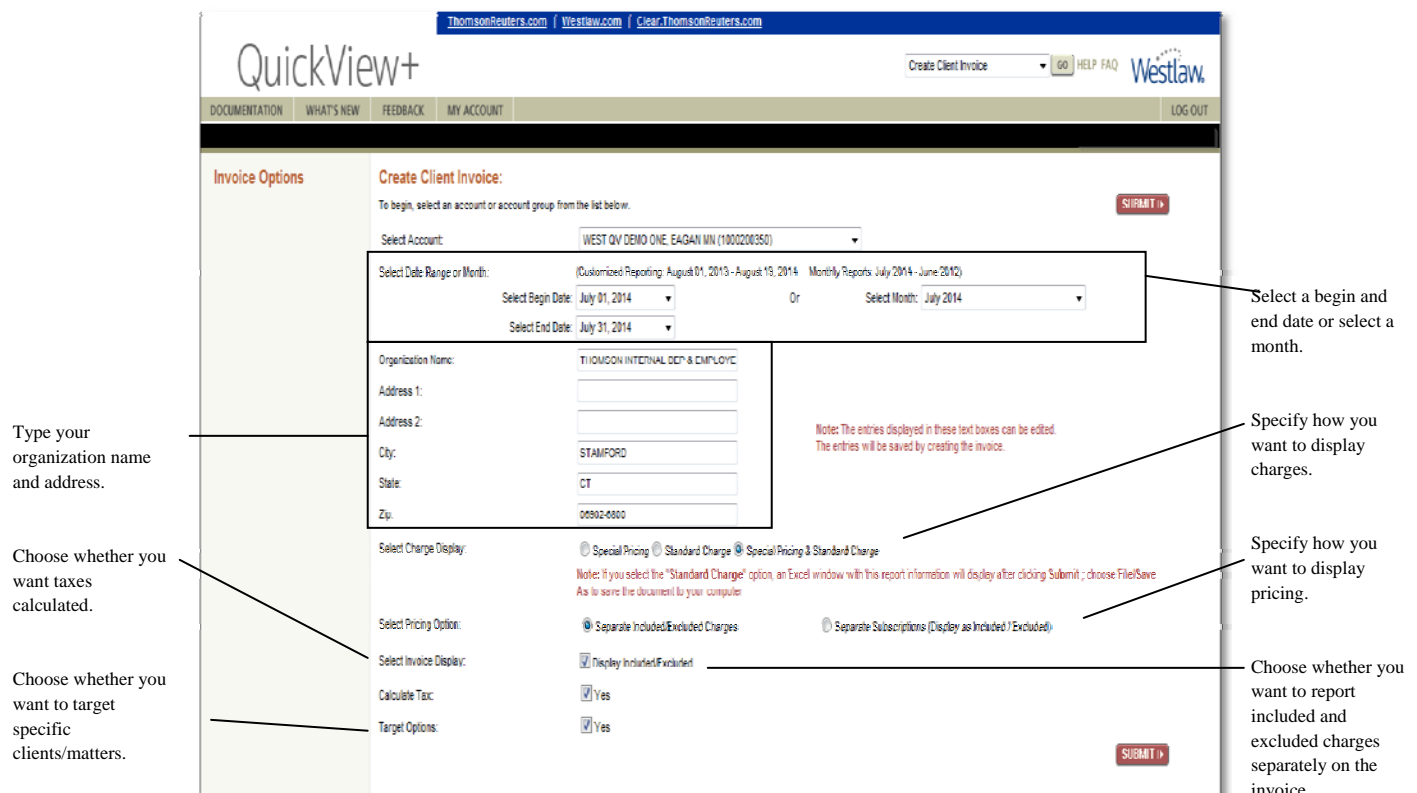 ThomsonReuters.com | Westlaw.com | Clear.ThomsonReuters.com
QuickView+
Create Client Invoice
GO HELP FAQ
Westlaw.
DOCUMENTATION WHAT'S NEW FEEDBACK MY ACCOUNT LOG OUT
Invoice Options
Create Client Invoice:
To begin, select an account or account group from the list below.
SUBMIT
Select Account: WEST QV DEMO ONE, EAGAN MN (1000200350)
Select Date Range or Month: (Customized Reporting: August 01, 2013 - August 13, 2014 Monthly Reports: July 2014 - June 2012)
Select Begin Date: July 01, 2014 Or Select Month: July 2014
Select End Date: July 31, 2014
Organization Name: THOMSON INTERNAL DEP & EMPLOYE
Address 1:
Address 2:
City: STAMFORD
State: CT
Zip: 06902-6800
Note: The entries displayed in these text boxes can be edited.
The entries will be saved by creating the invoice.
Select Charge Display: Special Pricing Standard Charge Special Pricing & Standard Charge
Note: If you select the "Standard Charge" option, an Excel window with this report information will display after clicking Submit ; choose File/Save
As to save the document to your computer
Select Pricing Option: Separate Included/Excluded Charges Separate Subscriptions (Display as Included / Excluded)
Select Invoice Display: Display Included/Excluded
Calculate Tax: Yes
Target Options: Yes
SUBMIT
Type your
organization name
and address.
Choose whether you
want taxes
calculated.
Choose whether you
want to target
specific
clients/matters.
Select a begin and
end date or select a
month.
Specify how you
want to display
charges.
Specify how you
want to display
pricing.
Choose whether you
want to report
included and
excluded charges
separately on the
invoice